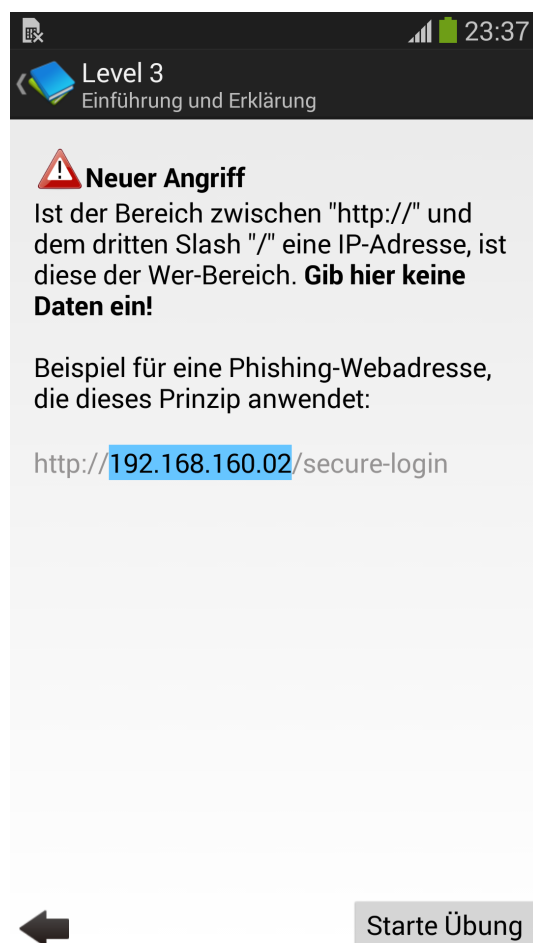 23:37
Level 3
Einführung und Erklärung
Neuer Angriff
Ist der Bereich zwischen "http://" und
dem dritten Slash "/" eine IP-Adresse, ist
diese der Wer-Bereich. Gib hier keine
Daten ein!
Beispiel für eine Phishing-Webadresse,
die dieses Prinzip anwendet:
http://192.168.160.02/secure-login
Starte Übung